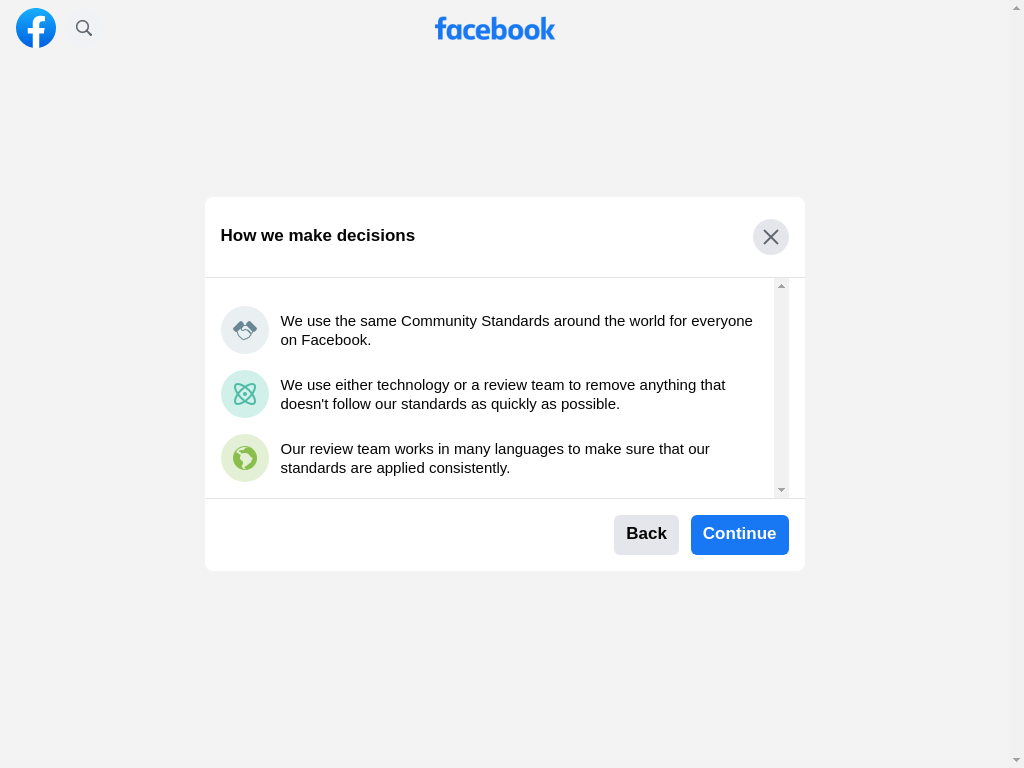 facebook
How we make decisions
We use the same Community Standards around the world for everyone
on Facebook.
We use either technology or a review team to remove anything that
doesn't follow our standards as quickly as possible.
Our review team works in many languages to make sure that our
standards are applied consistently.
Back
Continue